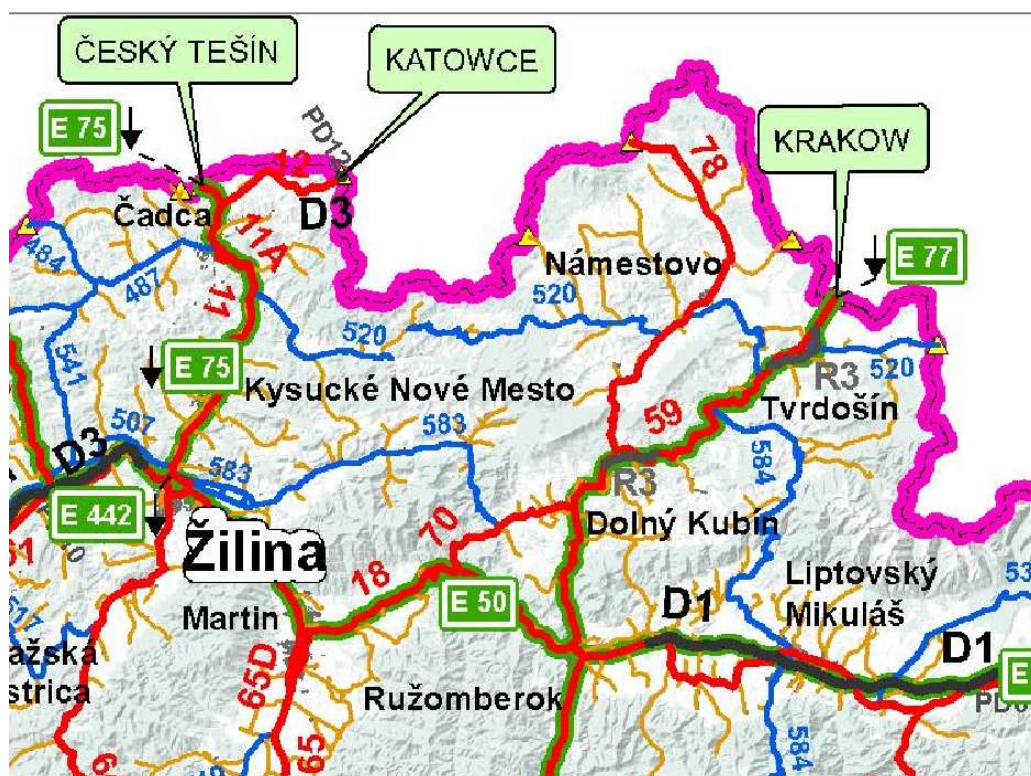 ČESKÝ TEŠÍN
KATOWCE
E 75
KRAKOW
PD12
12
78
Čadca
D3
11A
484
487
11
Námestovo
E 77
520
520
541
E 75
520
R3
520
Kysucké Nové Mesto
Tvrdošín
59
507
583
D3
583
584
R3
E 442
Dolný Kubín
Žilina
70
18
Liptovský
Mikuláš
E 50
D1
Martin
ažská
strica
65D
D1
Ružomberok
65
584